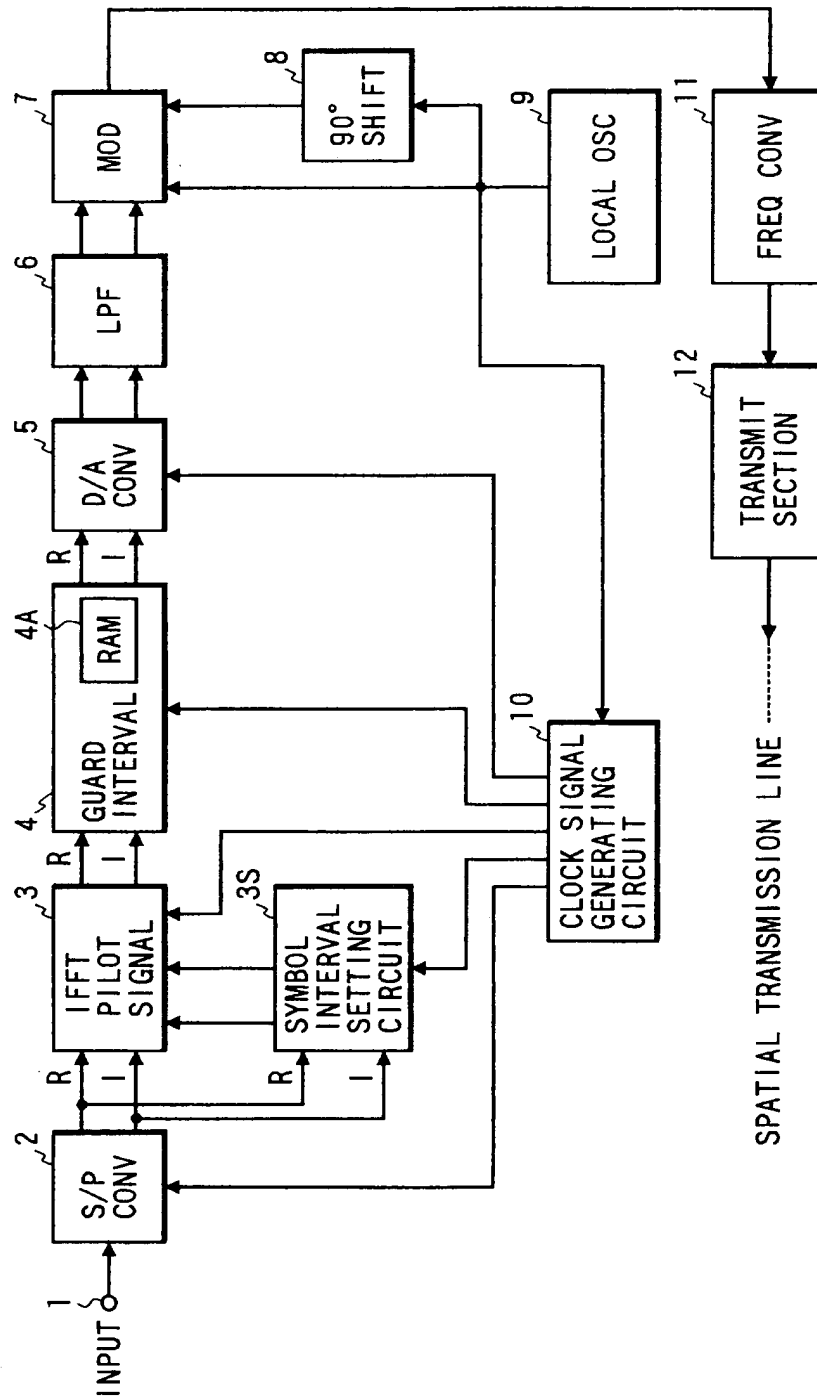 INPUT
1
2
S/P
CONV
R
I
3
IFFT
PILOT
SIGNAL
R
I
3S
SYMBOL
INTERVAL
SETTING
CIRCUIT
R
I
4
GUARD
INTERVAL
4A
RAM
R
I
5
D/A
CONV
6
LPF
7
MOD
8
90°
SHIFT
9
LOCAL OSC
10
CLOCK SIGNAL
GENERATING
CIRCUIT
11
FREQ CONV
12
TRANSMIT
SECTION
SPATIAL TRANSMISSION LINE